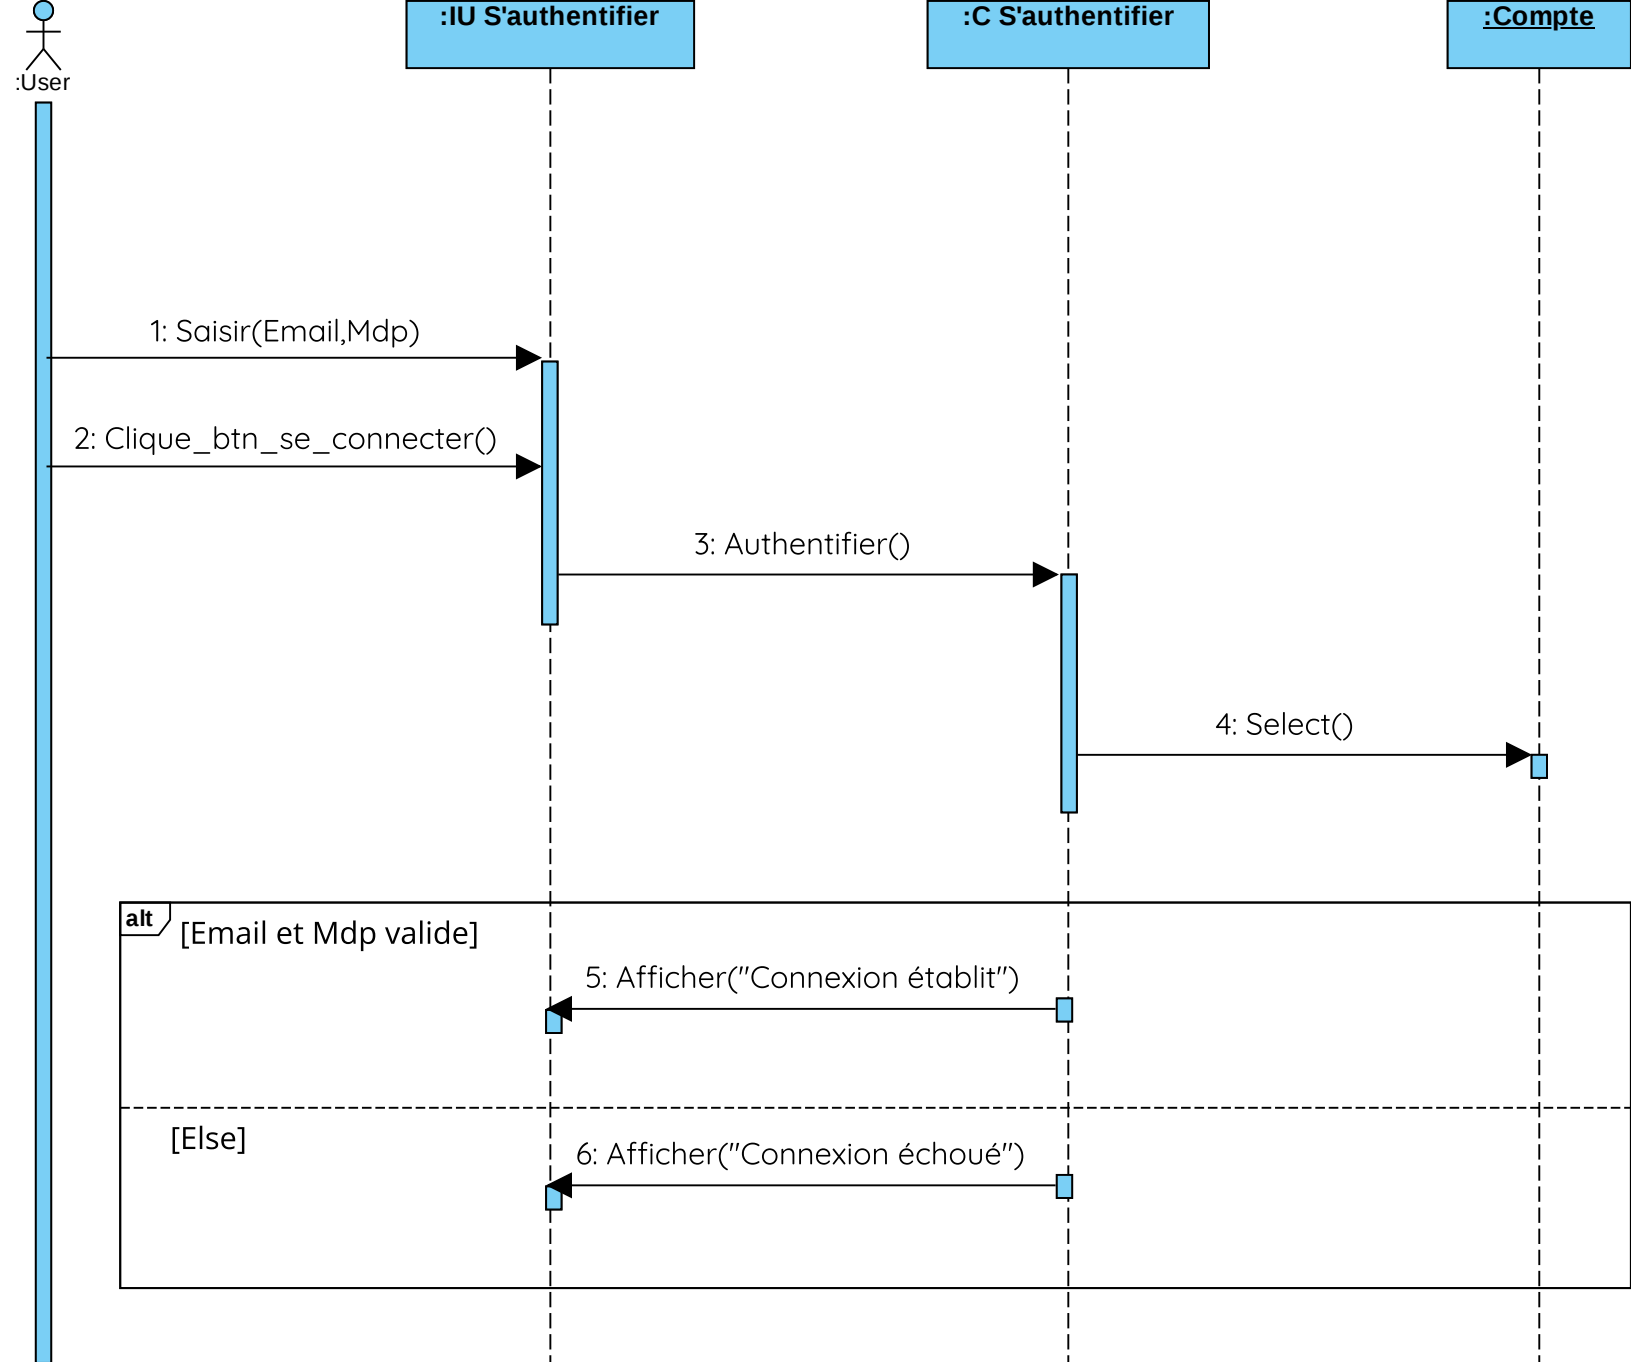 :User
:IU S'authentifier
:C S'authentifier
:Compte
1: Saisir(Email,Mdp)
2: Clique_btn_se_connecter()
3: Authentifier()
4: Select()
alt
[Email et Mdp valide]
5: Afficher("Connexion établit")
[Else]
6: Afficher("Connexion échoué")